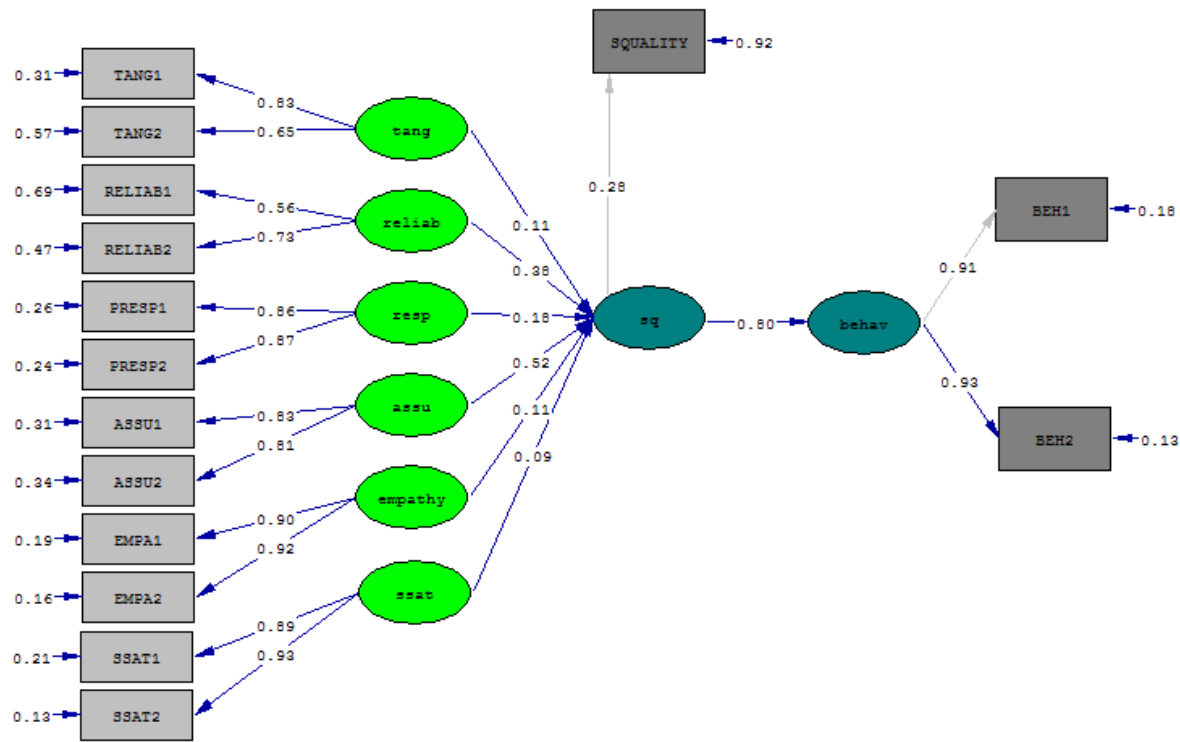 SQUALITY
0.92
0.31
TANG1
0.83
0.57
TANG2
0.65
tang
0.69
RELIAB1
0.56
0.47
RELIAB2
0.73
reliab
0.26
PRESP1
0.86
0.24
PRESP2
0.87
resp
0.31
ASSU1
0.83
0.34
ASSU2
0.81
assu
0.19
EMPA1
0.90
0.16
EMPA2
0.92
empathy
0.21
SSAT1
0.89
0.13
SSAT2
0.93
ssat
0.11
0.38
0.18
0.52
0.11
0.09
0.28
sq
0.80
behav
0.91
BEH1
0.18
0.93
BEH2
0.13